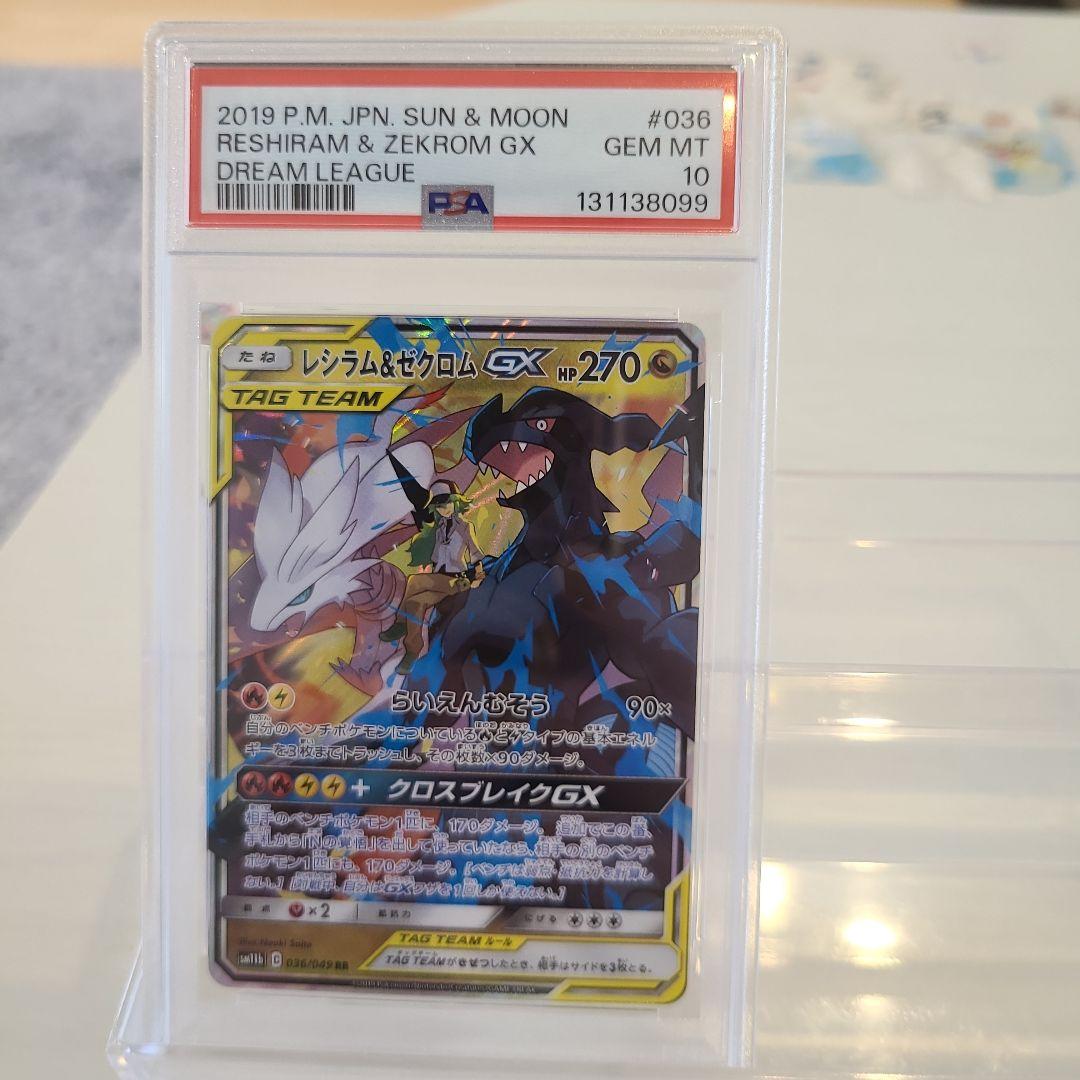 2019 P.M. JPN. SUN & MOON #036
RESHIRAM & ZEKROM GX GEM MT
DREAM LEAGUE 10
PSA 131138099
たね レシラム&ゼクロムGX HP270
TAG TEAM
らいえんむそう 90×
自分のベンチポケモンについている と タイプの基本エネル
ギーを3枚までトラッシュし、その枚数×90ダメージ。
+ クロスブレイクGX
相手のベンチポケモン1匹に、170ダメージ。追加でこの番、
手札から「Nの覚悟」を出して使っていたなら、相手の別のベンチ
ポケモン1匹にも、170ダメージ。[ベンチは弱点・抵抗力を計算し
ない。] [対戦中、自分はGXワザを1回しか使えない。]
弱点 ×2 抵抗力 にげる
illus. Naoki Saito
TAG TEAM ルール
sm11b C 036/049 RR
TAG TEAMがきぜつしたとき、相手はサイドを3枚とる。
©2019 Pokémon/Nintendo/Creatures/GAME FREAK